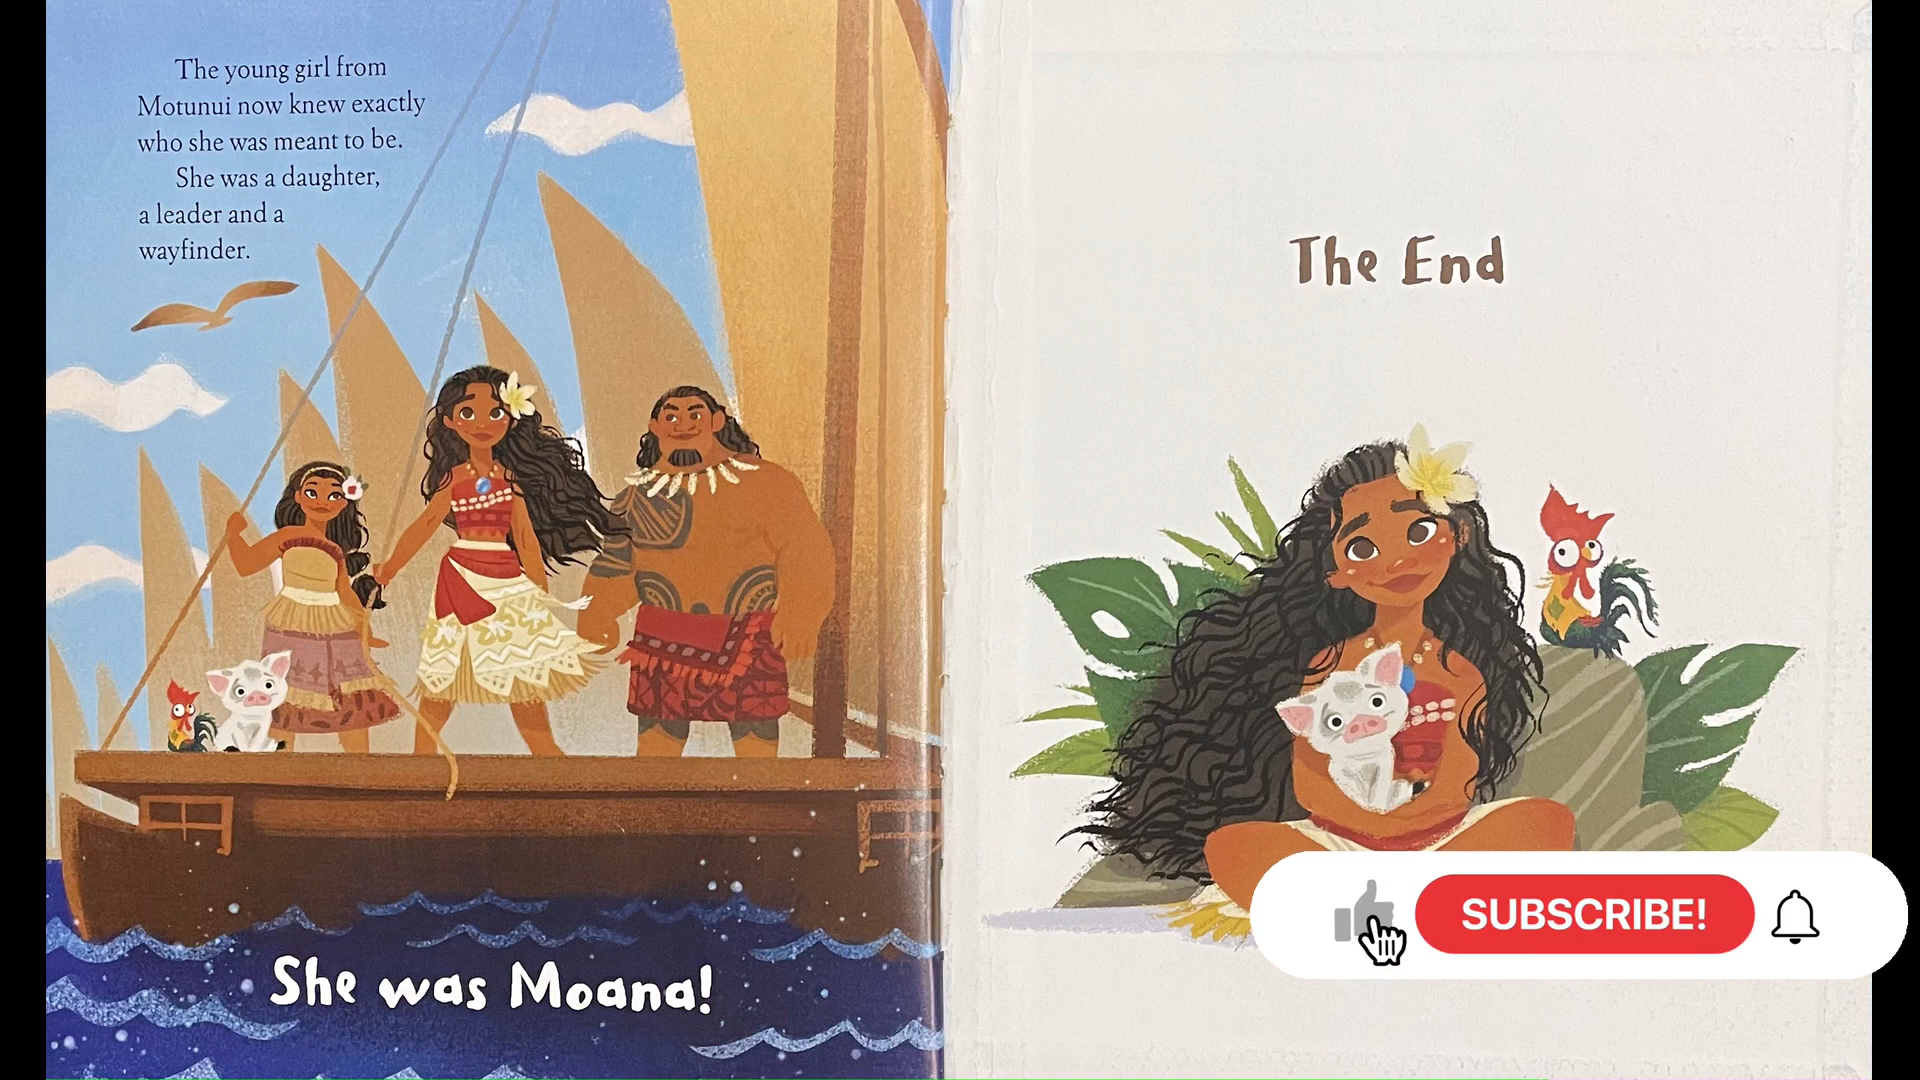 The young girl from
Motunui now knew exactly
who she was meant to be.
She was a daughter,
a leader and a
wayfinder.
She was Moana!
The End
SUBSCRIBE!